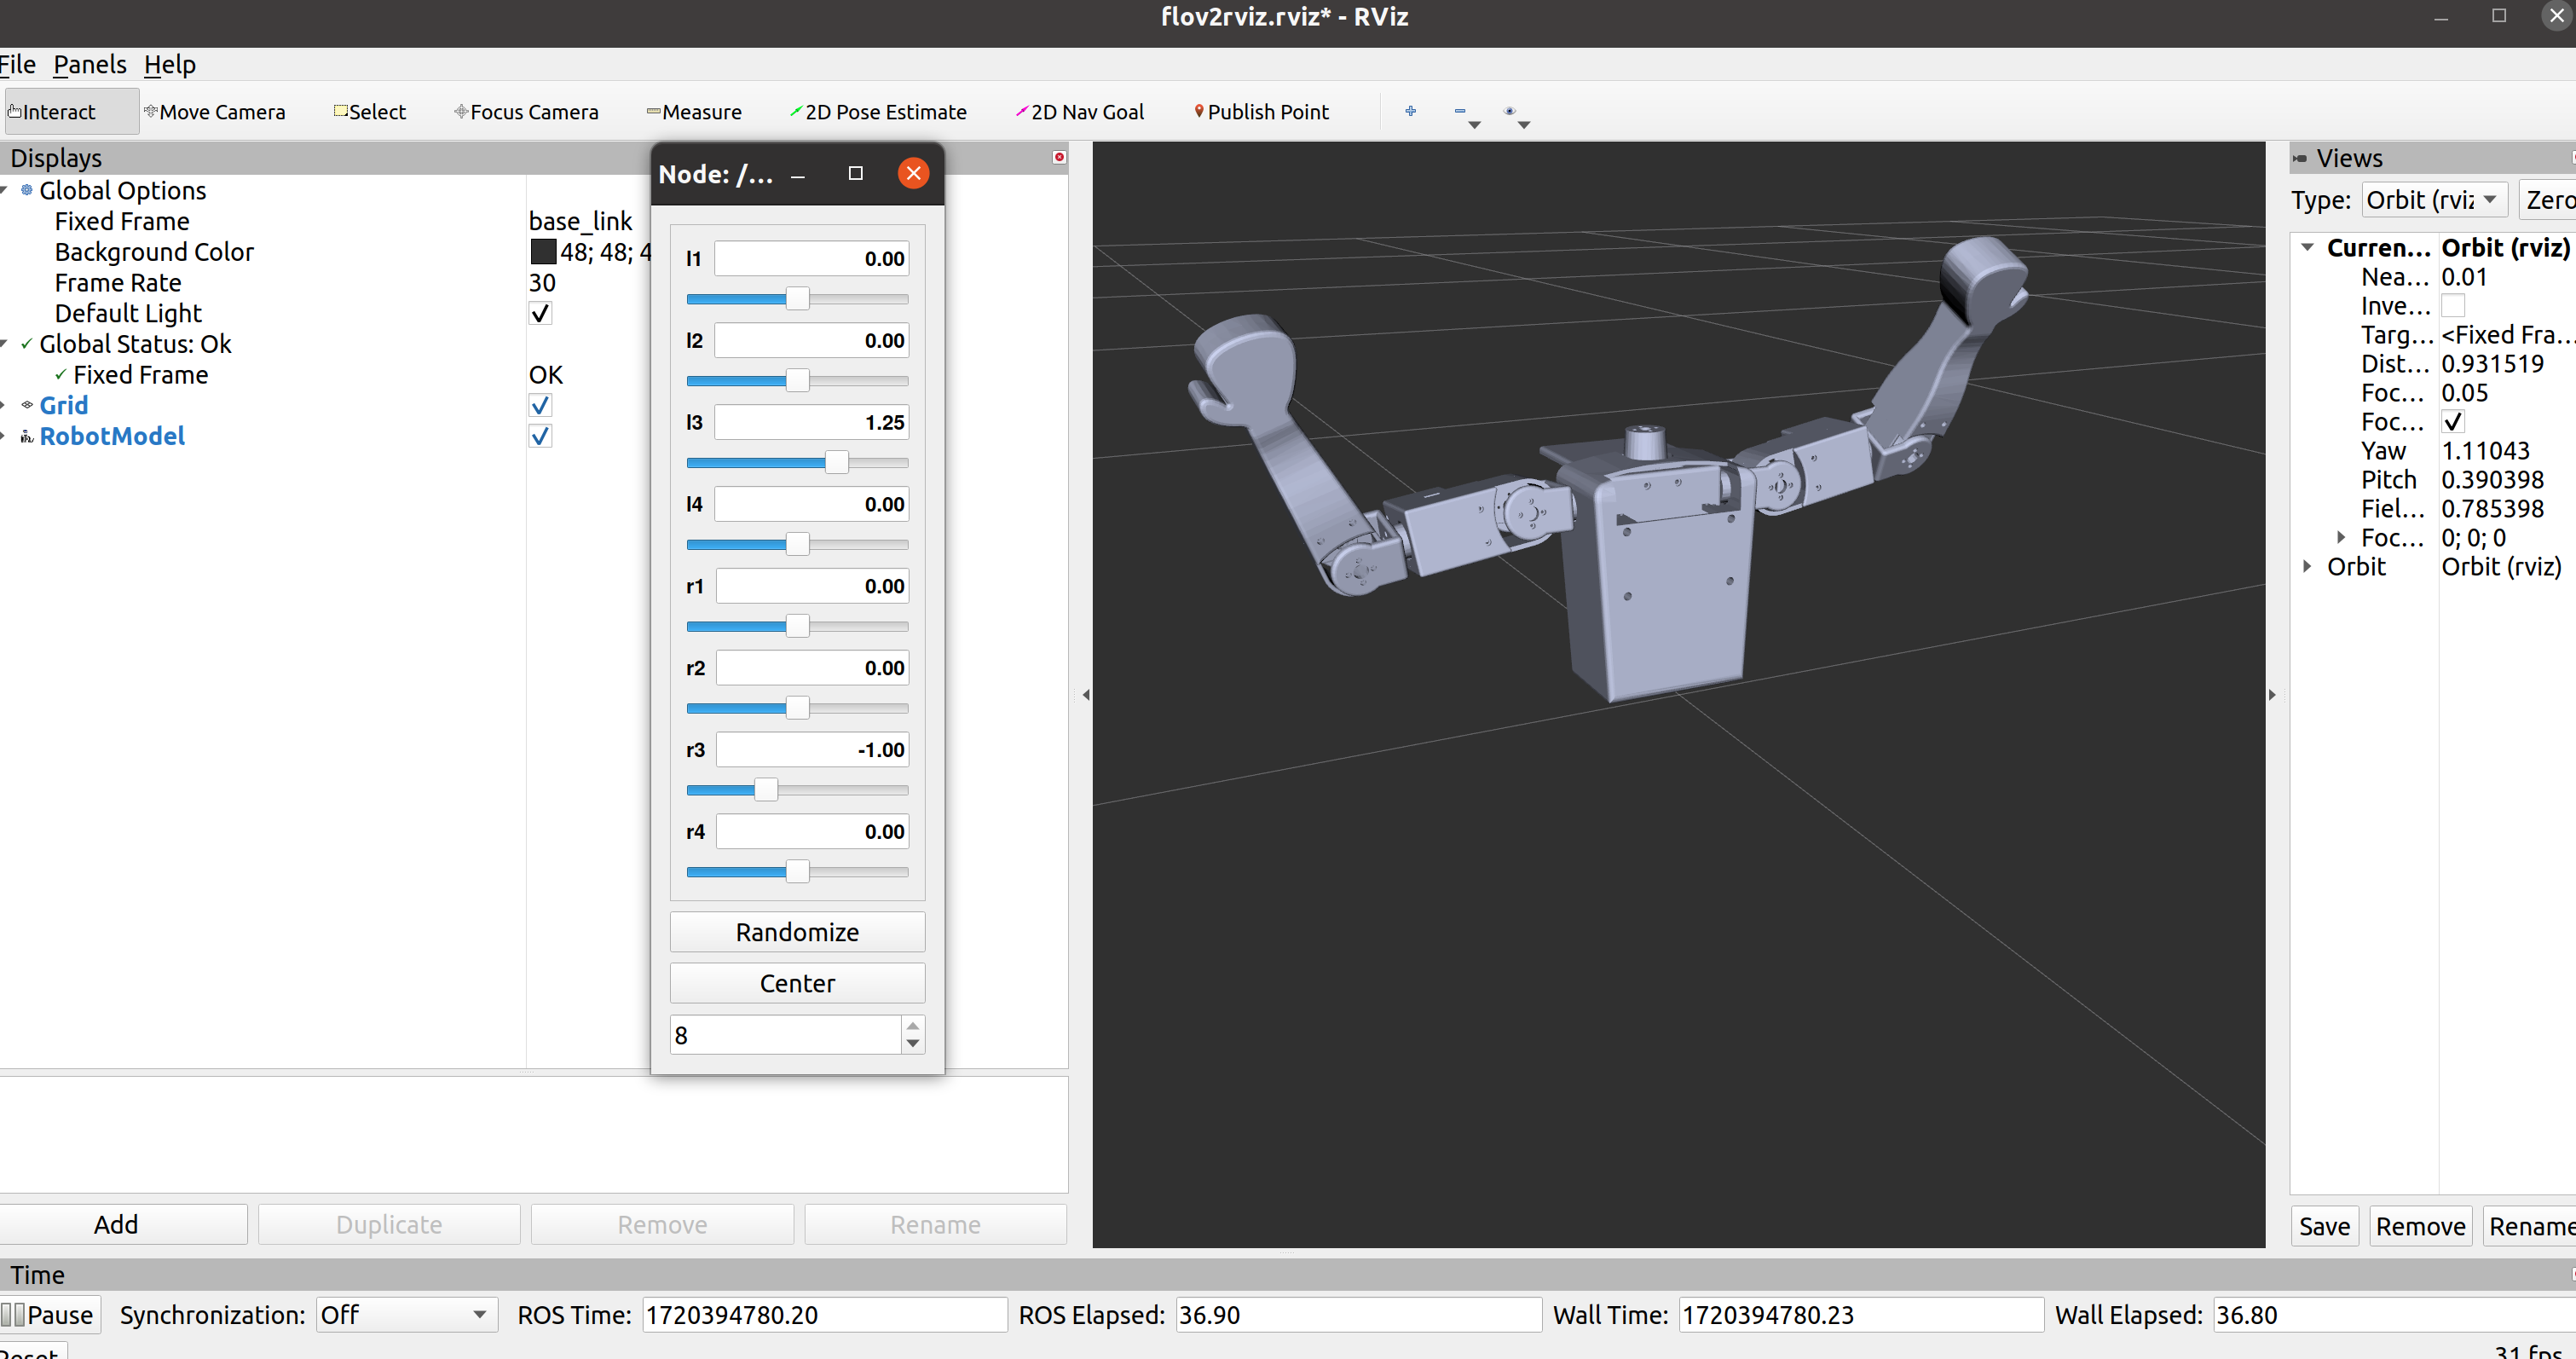 flov2rviz.rviz* - RViz
File Panels Help
Interact Move Camera Select Focus Camera Measure 2D Pose Estimate 2D Nav Goal Publish Point
Displays
Global Options
Fixed Frame base_link
Background Color 48; 48; 4
Frame Rate 30
Default Light
Global Status: Ok
Fixed Frame OK
Grid
RobotModel
Node: /...
l1 0.00
l2 0.00
l3 1.25
l4 0.00
r1 0.00
r2 0.00
r3 -1.00
r4 0.00
Randomize
Center
8
Views
Type: Orbit (rviz Zero
Curren... Orbit (rviz)
Nea... 0.01
Inve...
Targ... <Fixed Fra...
Dist... 0.931519
Foc... 0.05
Foc...
Yaw 1.11043
Pitch 0.390398
Fiel... 0.785398
Foc... 0; 0; 0
Orbit Orbit (rviz)
Add Duplicate Remove Rename
Save Remove Rename
Time
Pause Synchronization: Off ROS Time: 1720394780.20 ROS Elapsed: 36.90 Wall Time: 1720394780.23 Wall Elapsed: 36.80
Reset 31 fps